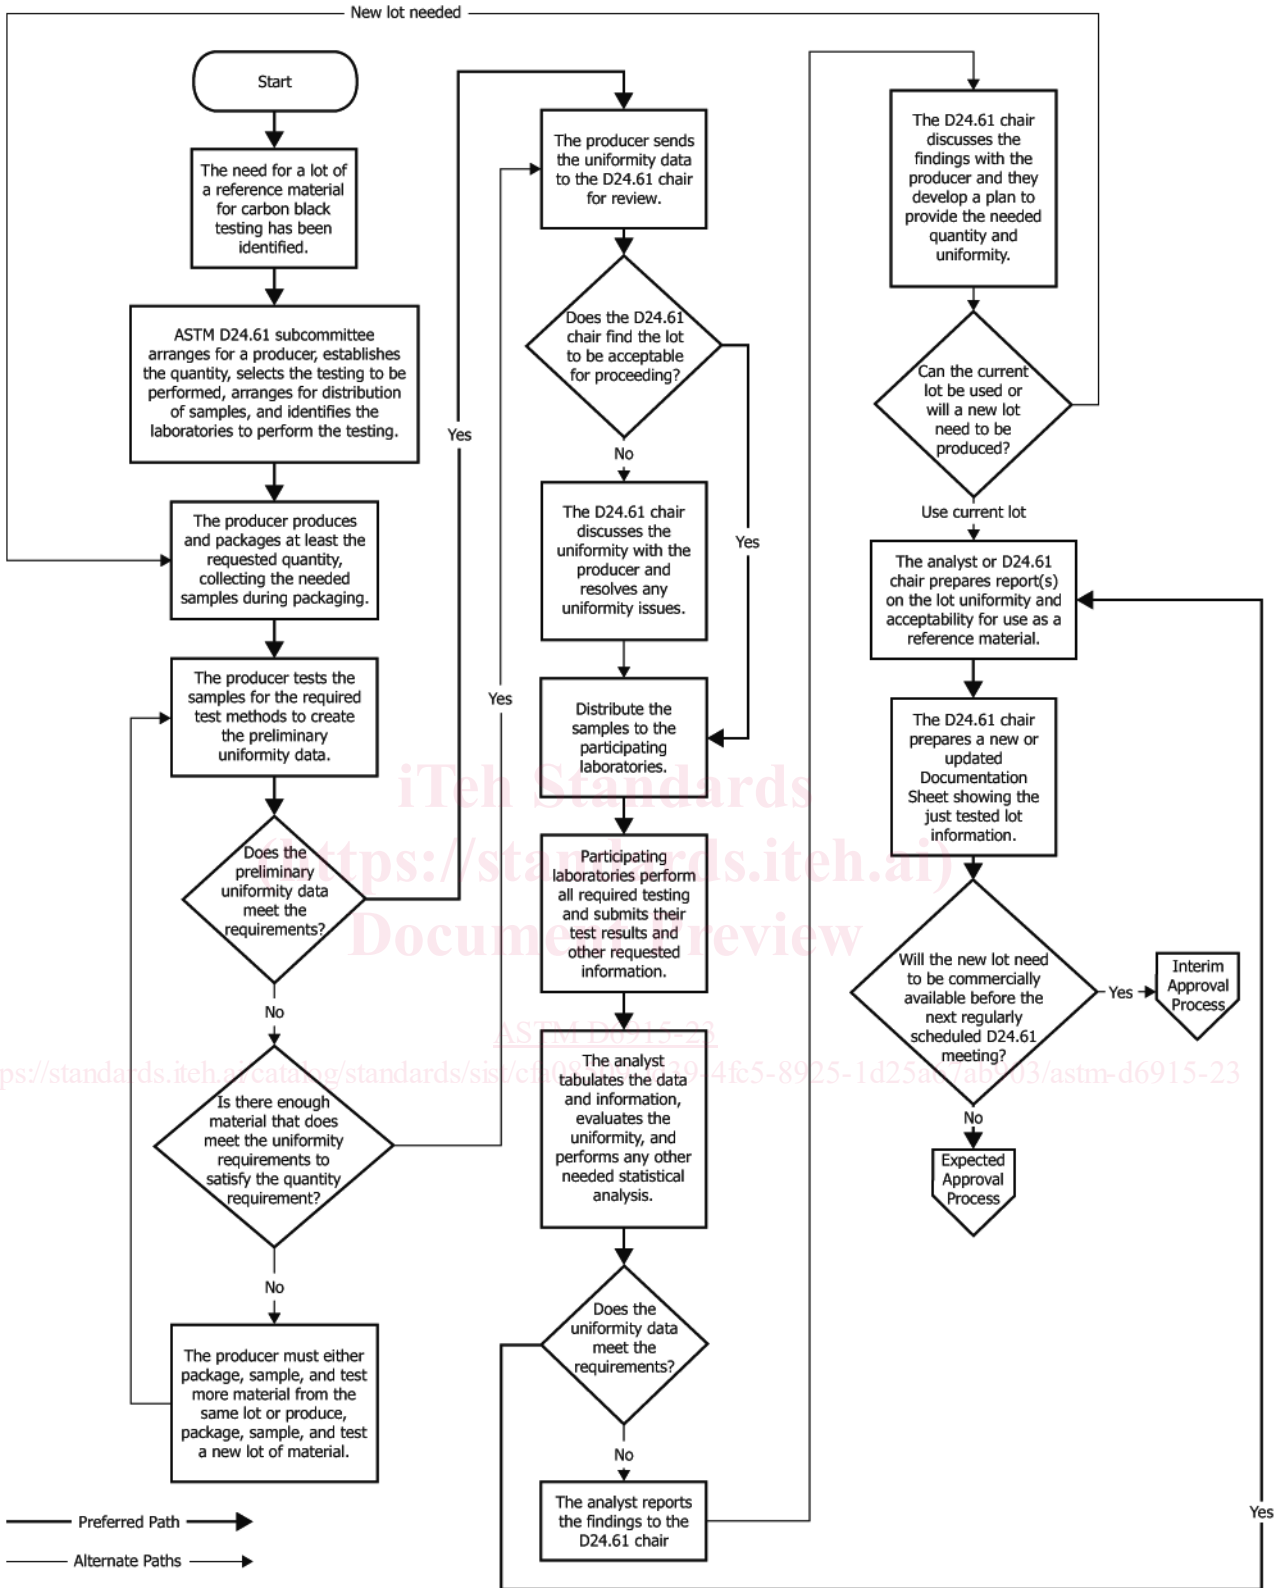 New lot needed
Start
The need for a lot of
a reference material
for carbon black
testing has been
identified.
ASTM D24.61 subcommittee
arranges for a producer, establishes
the quantity, selects the testing to be
performed, arranges for distribution
of samples, and identifies the
laboratories to perform the testing.
The producer produces
and packages at least the
requested quantity,
collecting the needed
samples during packaging.
The producer tests the
samples for the required
test methods to create
the preliminary
uniformity data.
Does the
preliminary
uniformity data
meet the
requirements?
Yes
No
Is there enough
material that does
meet the uniformity
requirements to
satisfy the quantity
requirement?
Yes
No
The producer must either
package, sample, and test
more material from the
same lot or produce,
package, sample, and test
a new lot of material.
Preferred Path
Alternate Paths
The producer sends
the uniformity data
to the D24.61 chair
for review.
Does the D24.61
chair find the lot
to be acceptable
for proceeding?
No
Yes
The D24.61 chair
discusses the
uniformity with the
producer and
resolves any
uniformity issues.
Distribute the
samples to the
participating
laboratories.
Participating
laboratories perform
all required testing
and submits their
test results and
other requested
information.
The analyst
tabulates the data
and information,
evaluates the
uniformity, and
performs any other
needed statistical
analysis.
Does the
uniformity data
meet the
requirements?
No
Yes
The analyst reports
the findings to the
D24.61 chair
The D24.61 chair
discusses the
findings with the
producer and they
develop a plan to
provide the needed
quantity and
uniformity.
Can the current
lot be used or
will a new lot
need to be
produced?
Use current lot
The analyst or D24.61
chair prepares report(s)
on the lot uniformity and
acceptability for use as a
reference material.
The D24.61 chair
prepares a new or
updated
Documentation
Sheet showing the
just tested lot
information.
Will the new lot need
to be commercially
available before the
next regularly
scheduled D24.61
meeting?
Yes
Interim
Approval
Process
No
Expected
Approval
Process
iTeh Standards
(https://standards.iteh.ai)
Document Preview
ASTM D6915-23